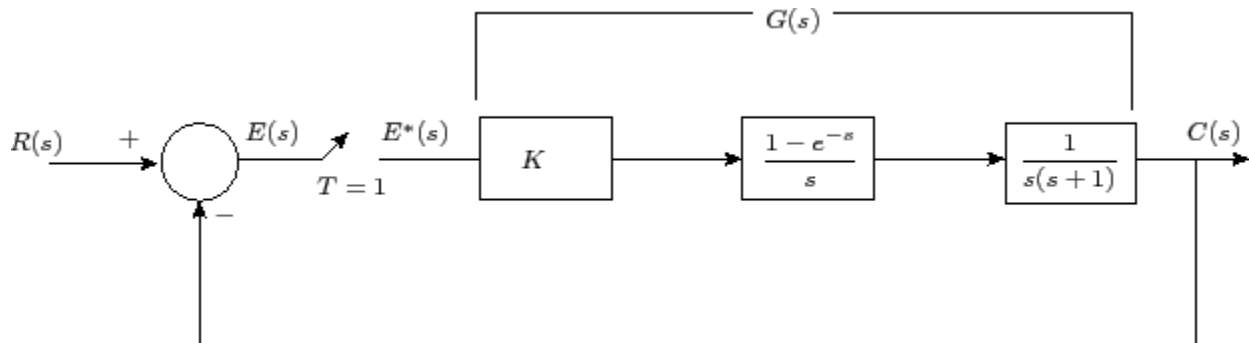 G(s)
R(s)
+
−
E(s)
T = 1
E*(s)
K
1 − e^{−s}
s
1
s(s + 1)
C(s)